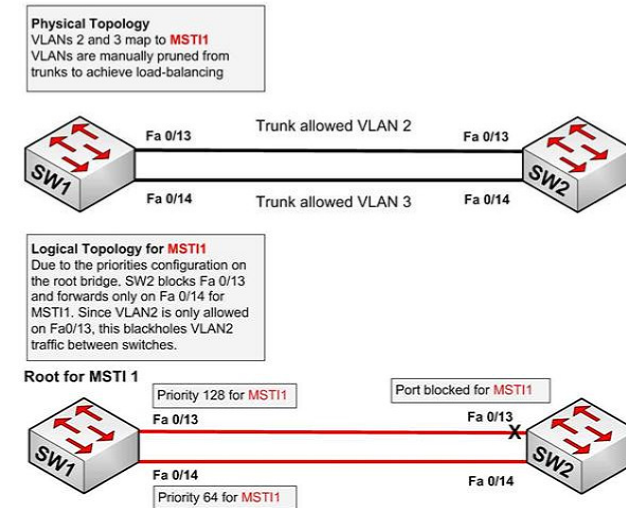 Physical Topology
VLANs 2 and 3 map to MSTI1
VLANs are manually pruned from
trunks to achieve load-balancing
Fa 0/13
Trunk allowed VLAN 2
Fa 0/13
SW1
SW2
Fa 0/14
Trunk allowed VLAN 3
Fa 0/14
Logical Topology for MSTI1
Due to the priorities configuration on
the root bridge. SW2 blocks Fa 0/13
and forwards only on Fa 0/14 for
MSTI1. Since VLAN2 is only allowed
on Fa0/13, this blackholes VLAN2
traffic between switches.
Root for MSTI 1
Priority 128 for MSTI1
Port blocked for MSTI1
Fa 0/13
Fa 0/13
X
SW1
SW2
Fa 0/14
Fa 0/14
Priority 64 for MSTI1